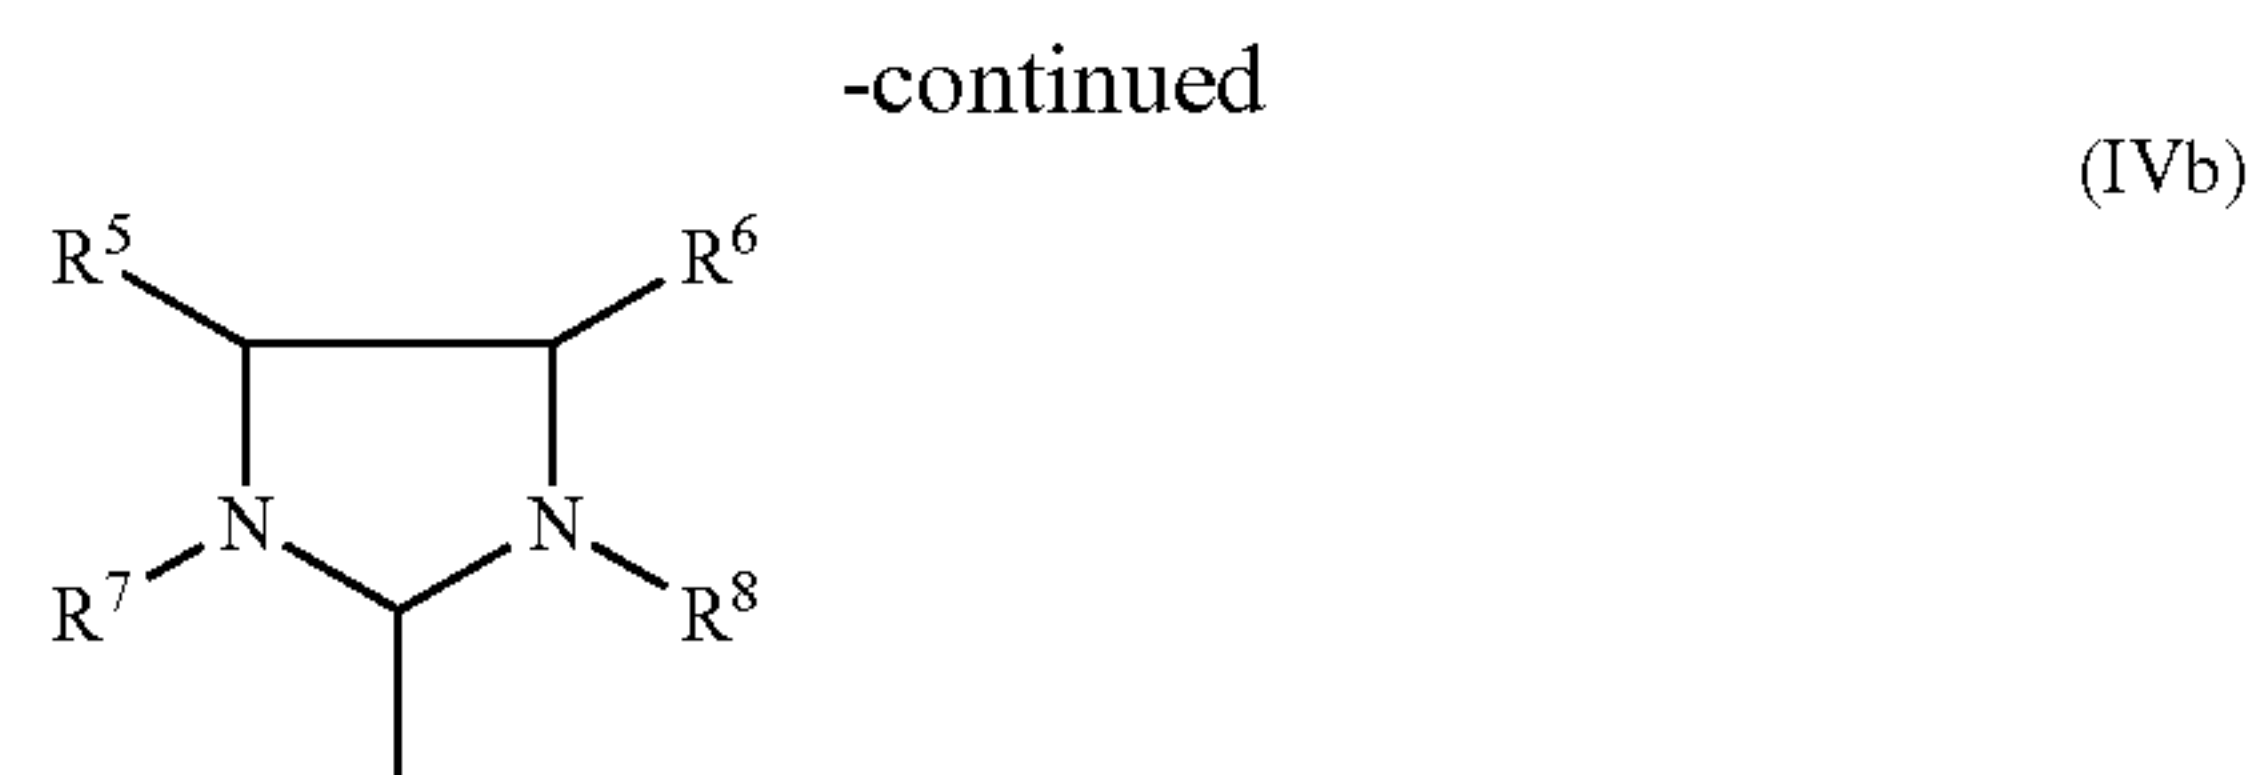 -continued
(IVb)
R⁵ R⁶
N N
R⁷ R⁸